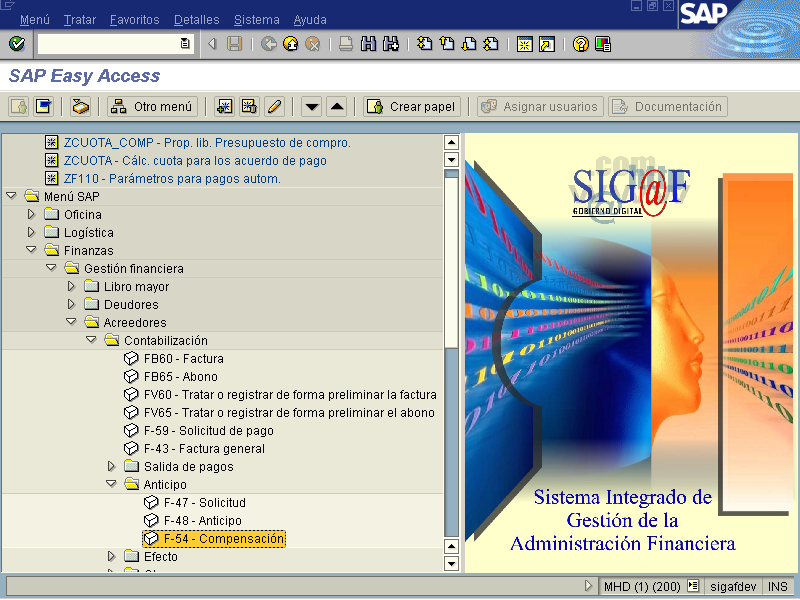 Menú Tratar Favoritos Detalles Sistema Ayuda
SAP
SAP Easy Access
Otro menú Crear papel Asignar usuarios Documentación
ZCUOTA_COMP - Prop. lib. Presupuesto de compro.
ZCUOTA - Cálc. cuota para los acuerdo de pago
ZF110 - Parámetros para pagos autom.
Menú SAP
Oficina
Logística
Finanzas
Gestión financiera
Libro mayor
Deudores
Acreedores
Contabilización
FB60 - Factura
FB65 - Abono
FV60 - Tratar o registrar de forma preliminar la factura
FV65 - Tratar o registrar de forma preliminar el abono
F-59 - Solicitud de pago
F-43 - Factura general
Salida de pagos
Anticipo
F-47 - Solicitud
F-48 - Anticipo
F-54 - Compensación
Efecto
SIG@F
GOBIERNO DIGITAL
Sistema Integrado de
Gestión de la
Administración Financiera
MHD (1) (200) sigafdev INS